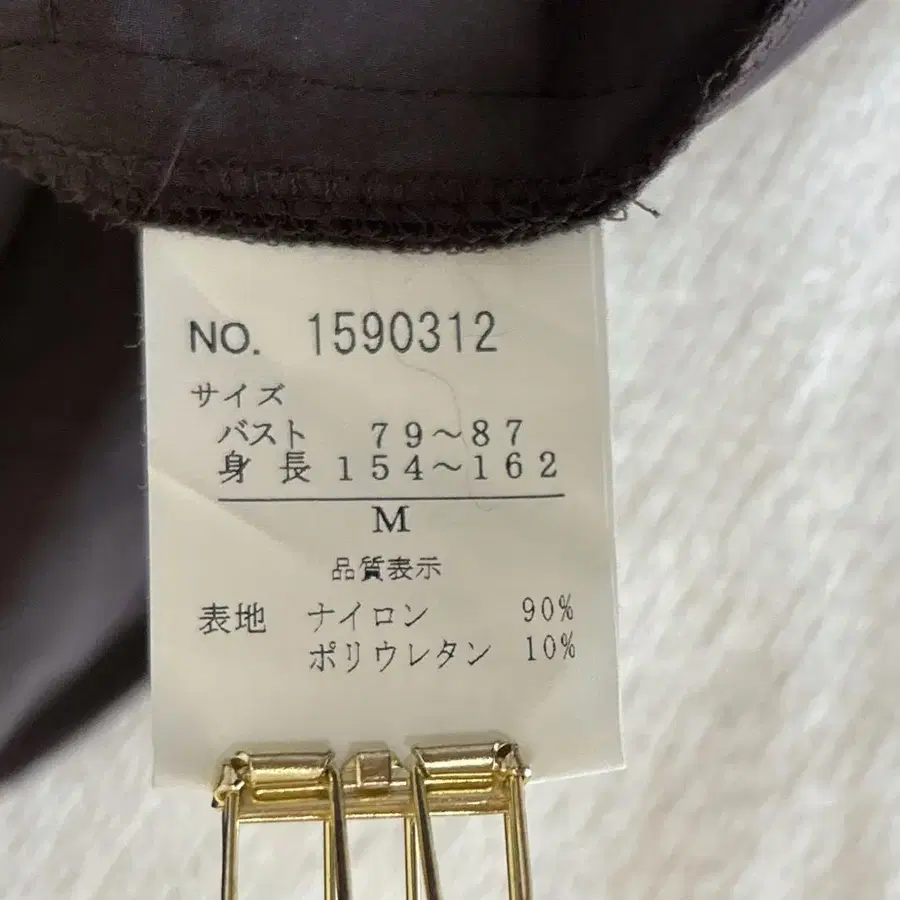 NO. 1590312
サイズ
バスト 79～87
身長 154～162
M
品質表示
表地 ナイロン 90%
ポリウレタン 10%